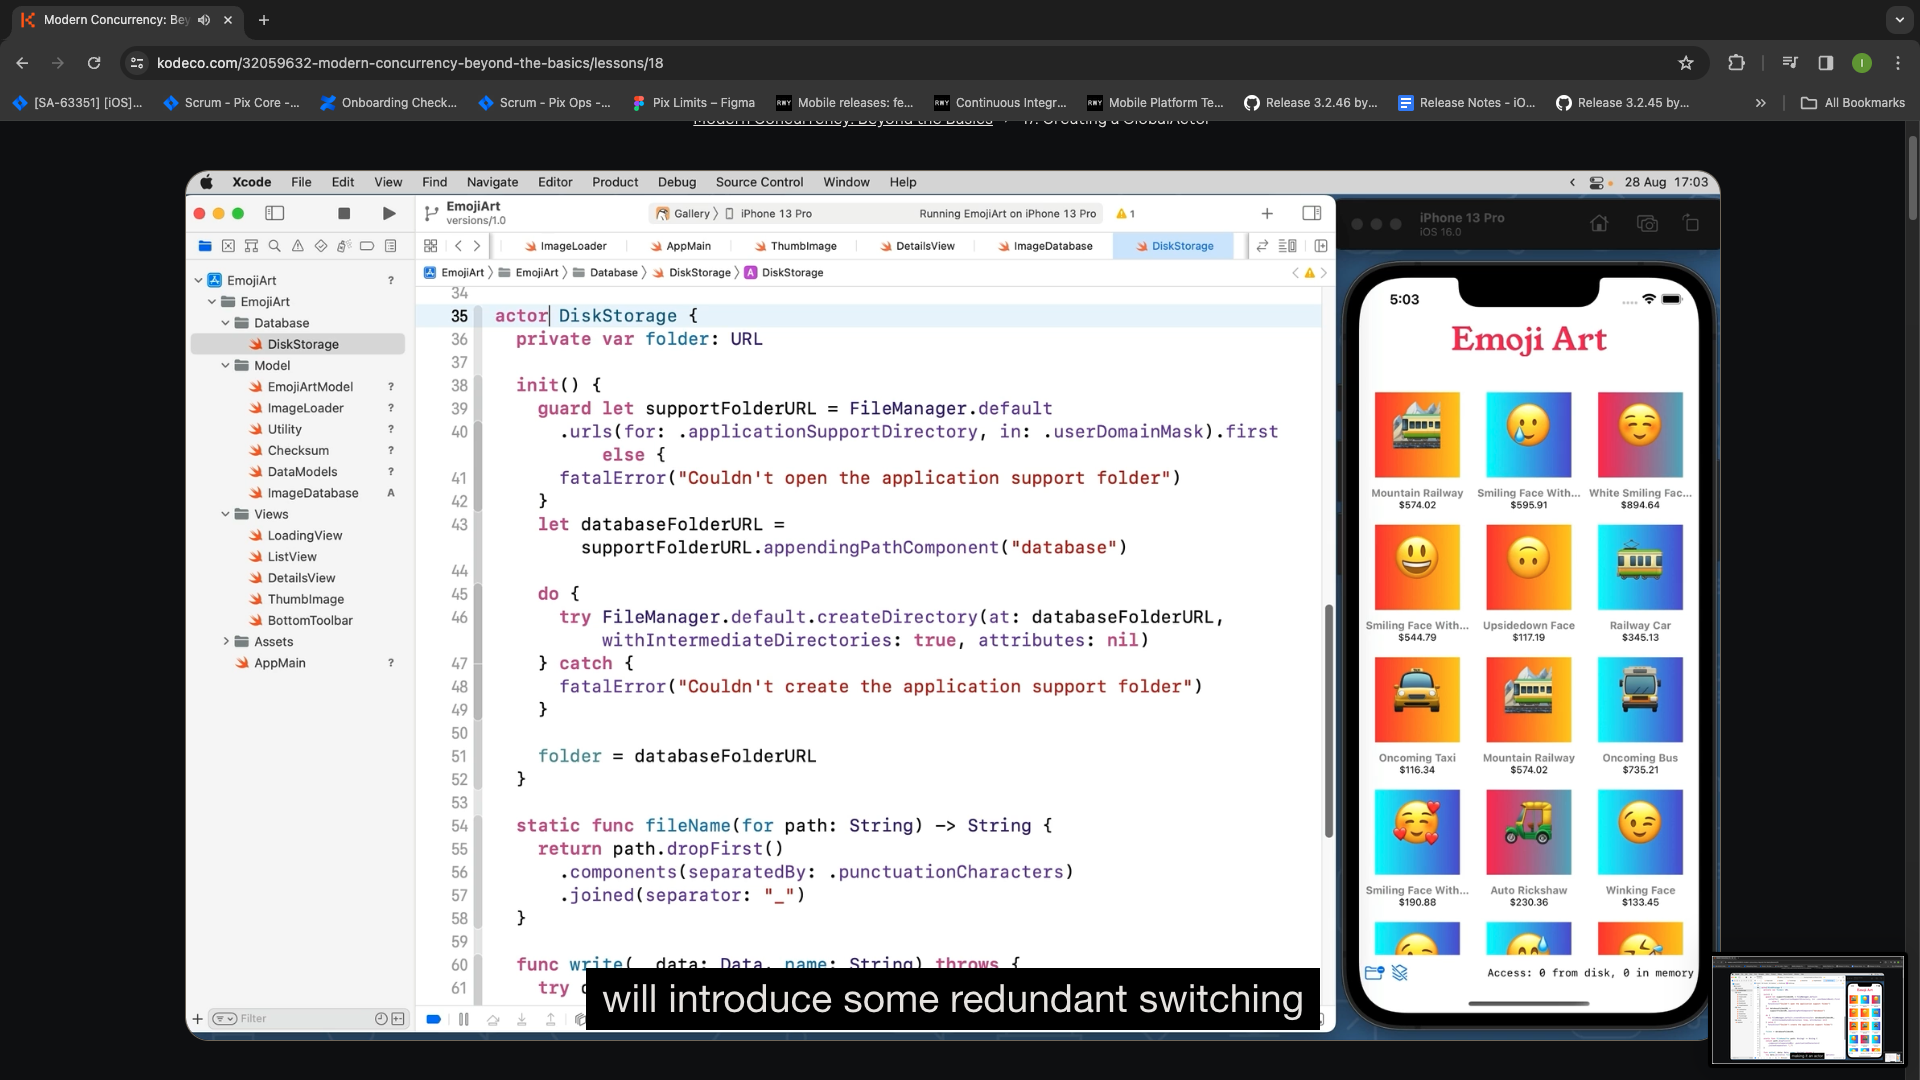 Modern Concurrency: Bey
kodeco.com/32059632-modern-concurrency-beyond-the-basics/lessons/18
[SA-63351] [iOS]...
Scrum - Pix Core -...
Onboarding Check...
Scrum - Pix Ops -...
Pix Limits – Figma
Mobile releases: fe...
Continuous Integr...
Mobile Platform Te...
Release 3.2.46 by...
Release Notes - iO...
Release 3.2.45 by...
All Bookmarks
Modern Concurrency: Beyond the Basics 17. Creating a GlobalActor
Xcode File Edit View Find Navigate Editor Product Debug Source Control Window Help
28 Aug 17:03
EmojiArt
versions/1.0
Gallery
iPhone 13 Pro
Running EmojiArt on iPhone 13 Pro
1
ImageLoader
AppMain
ThumbImage
DetailsView
ImageDatabase
DiskStorage
EmojiArt
EmojiArt
Database
DiskStorage
DiskStorage
EmojiArt ?
EmojiArt
Database
DiskStorage
Model
EmojiArtModel ?
ImageLoader ?
Utility ?
Checksum ?
DataModels ?
ImageDatabase A
Views
LoadingView
ListView
DetailsView
ThumbImage
BottomToolbar
Assets
AppMain ?
Filter
34
35 actor DiskStorage {
36 private var folder: URL
37
38 init() {
39 guard let supportFolderURL = FileManager.default
40 .urls(for: .applicationSupportDirectory, in: .userDomainMask).first
else {
41 fatalError("Couldn't open the application support folder")
42 }
43 let databaseFolderURL =
supportFolderURL.appendingPathComponent("database")
44
45 do {
46 try FileManager.default.createDirectory(at: databaseFolderURL,
withIntermediateDirectories: true, attributes: nil)
47 } catch {
48 fatalError("Couldn't create the application support folder")
49 }
50
51 folder = databaseFolderURL
52 }
53
54 static func fileName(for path: String) -> String {
55 return path.dropFirst()
56 .components(separatedBy: .punctuationCharacters)
57 .joined(separator: "_")
58 }
59
60 func write(_ data: Data, name: String) throws {
61 try
will introduce some redundant switching
iPhone 13 Pro
iOS 16.0
5:03
Emoji Art
Mountain Railway
$574.02
Smiling Face With...
$595.91
White Smiling Fac...
$894.64
Smiling Face With...
$544.79
Upsidedown Face
$117.19
Railway Car
$345.13
Oncoming Taxi
$116.34
Mountain Railway
$574.02
Oncoming Bus
$735.21
Smiling Face With...
$190.88
Auto Rickshaw
$230.36
Winking Face
$133.45
Access: 0 from disk, 0 in memory